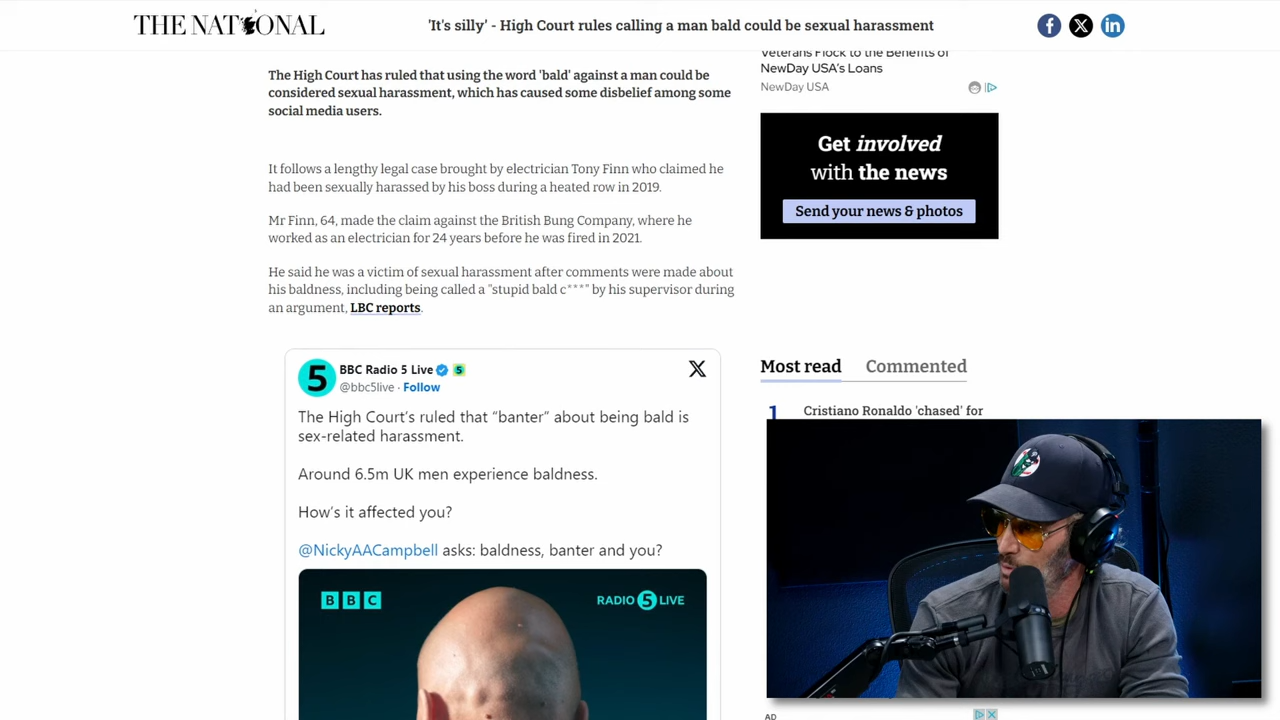 THE NATIONAL
'It's silly' - High Court rules calling a man bald could be sexual harassment
The High Court has ruled that using the word 'bald' against a man could be
considered sexual harassment, which has caused some disbelief among some
social media users.
It follows a lengthy legal case brought by electrician Tony Finn who claimed he
had been sexually harassed by his boss during a heated row in 2019.
Mr Finn, 64, made the claim against the British Bung Company, where he
worked as an electrician for 24 years before he was fired in 2021.
He said he was a victim of sexual harassment after comments were made about
his baldness, including being called a "stupid bald c***" by his supervisor during
an argument, LBC reports.
5
BBC Radio 5 Live 5
@bbc5live · Follow
The High Court's ruled that “banter” about being bald is
sex-related harassment.
Around 6.5m UK men experience baldness.
How's it affected you?
@NickyAACampbell asks: baldness, banter and you?
BBC
RADIO 5 LIVE
Veterans Flock to the Benefits of
NewDay USA's Loans
NewDay USA
Get involved
with the news
Send your news & photos
Most read Commented
1 Cristiano Ronaldo 'chased' for
AD